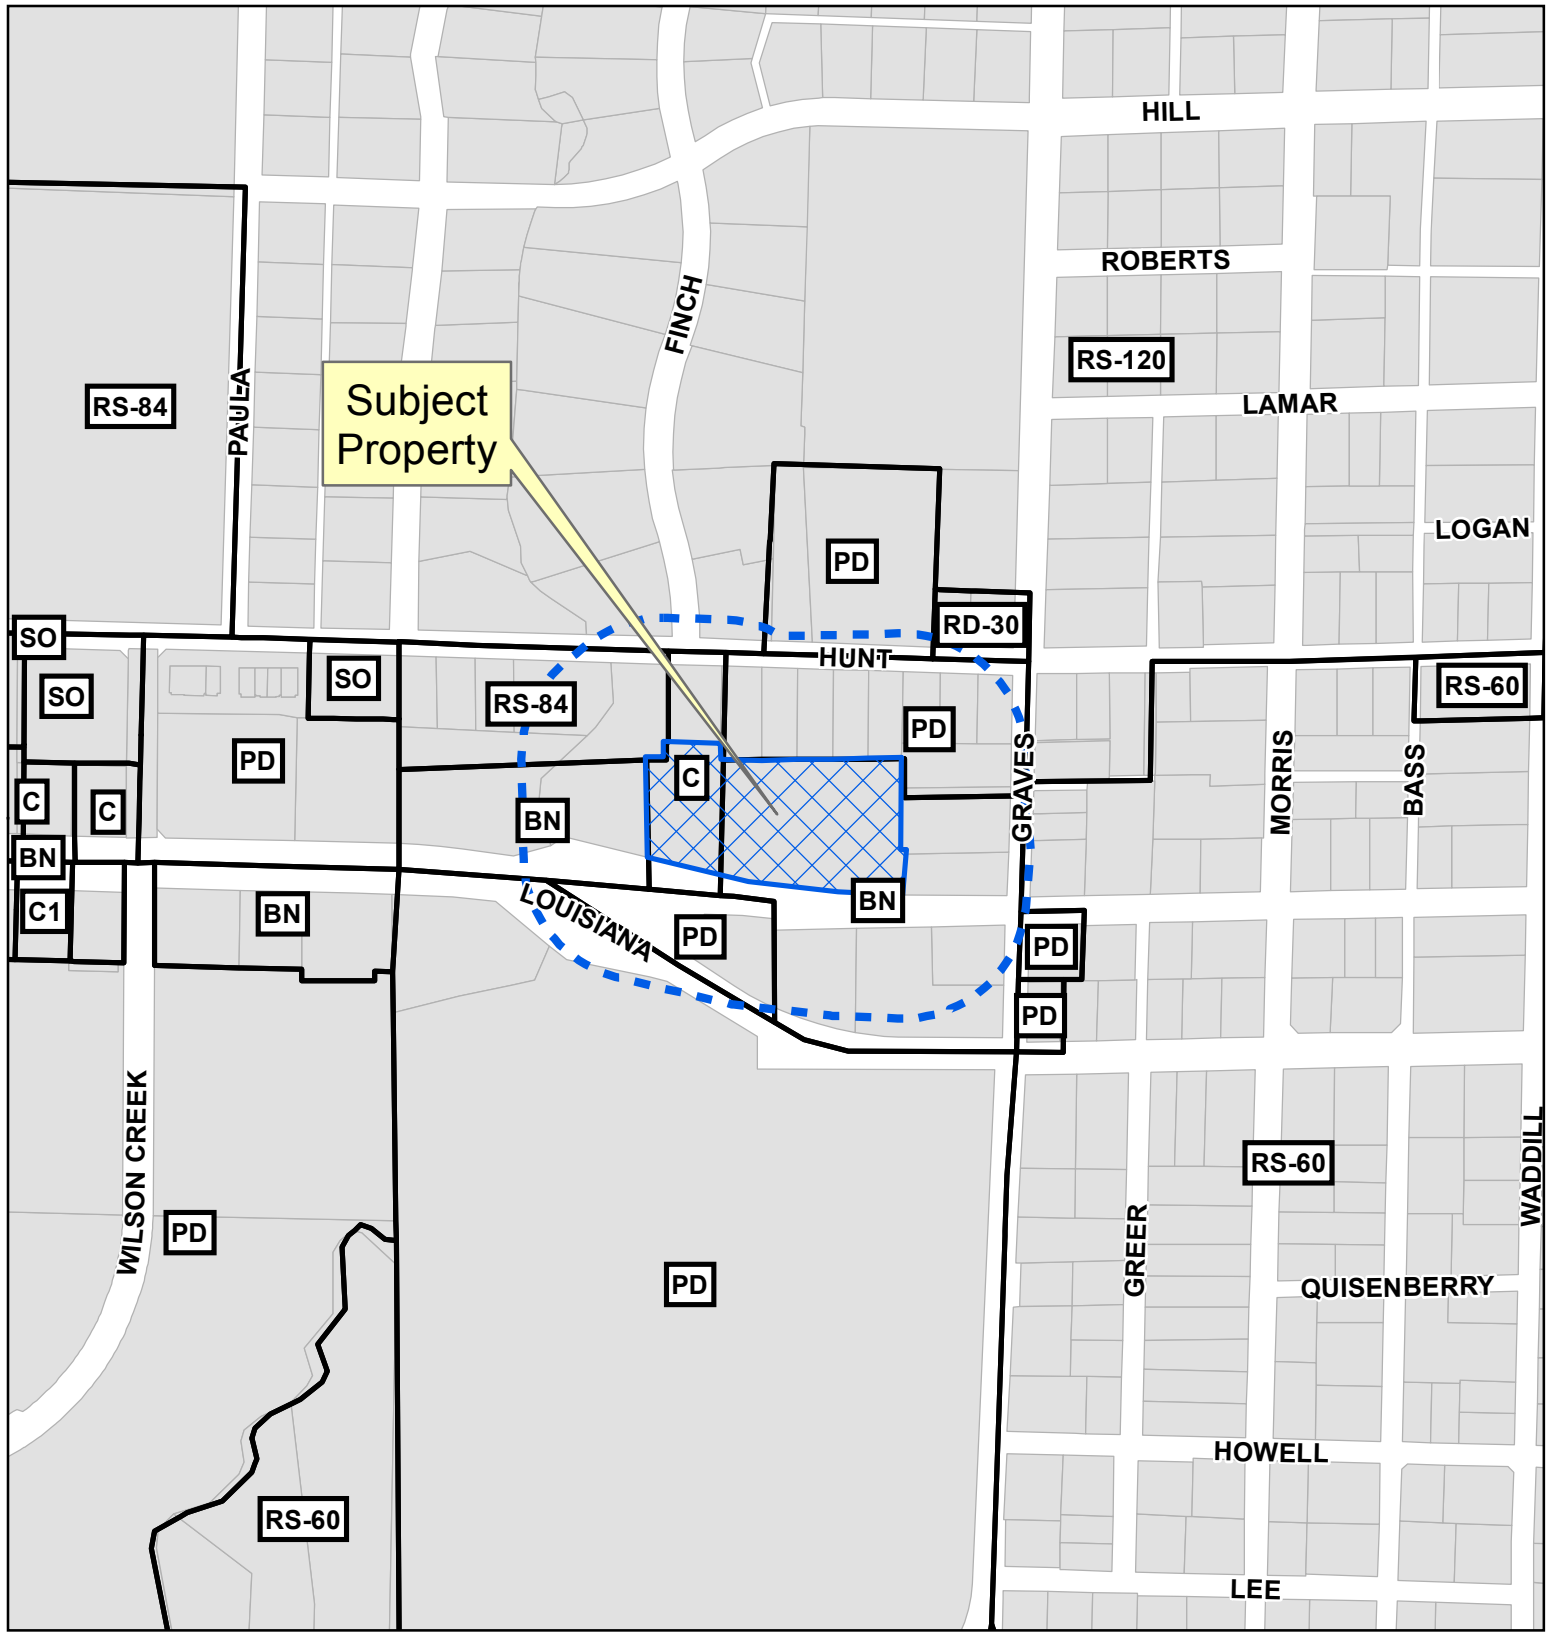 HILL
ROBERTS
FINCH
RS-120
Subject
Property
RS-84
PAULA
LAMAR
LOGAN
PD
RD-30
SO
HUNT
SO
SO
RS-84
RS-60
PD
PD
GRAVES
MORRIS
BASS
C
C
C
BN
BN
BN
C1
BN
LOUISIANA
PD
PD
PD
WILSON CREEK
PD
PD
RS-60
GREER
WADDILL
QUISENBERRY
HOWELL
RS-60
LEE